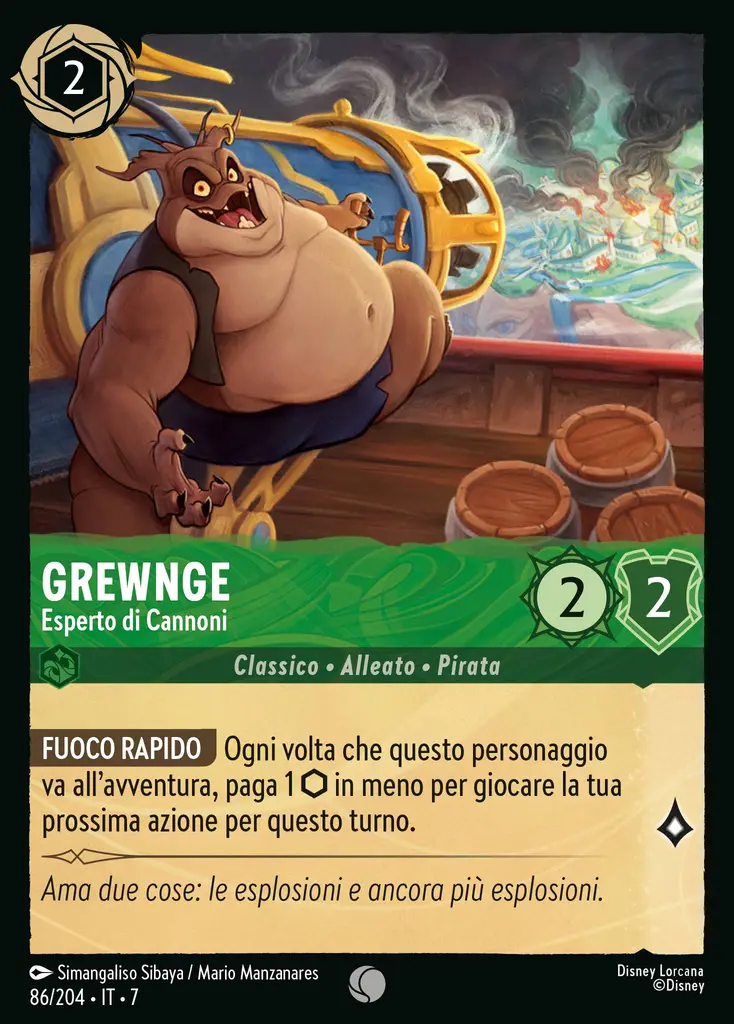 2
GREWNGE
Esperto di Cannoni
2
2
Classico • Alleato • Pirata
FUOCO RAPIDO Ogni volta che questo personaggio
va all'avventura, paga 1 ⬡ in meno per giocare la tua
prossima azione per questo turno.
Ama due cose: le esplosioni e ancora più esplosioni.
Simangaliso Sibaya / Mario Manzanares
86/204 • IT • 7
Disney Lorcana
©Disney